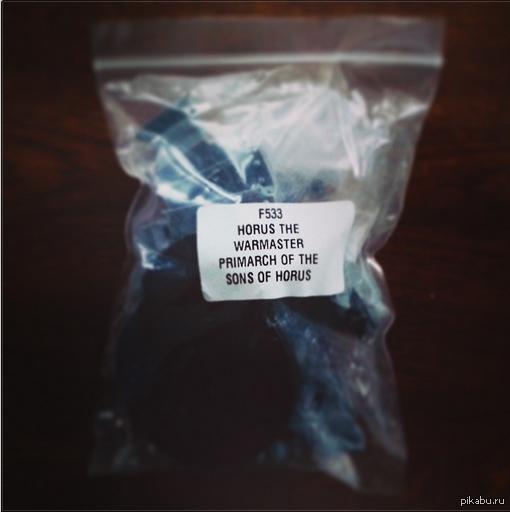 F533
HORUS THE
WARMASTER
PRIMARCH OF THE
SONS OF HORUS
pikabu.ru